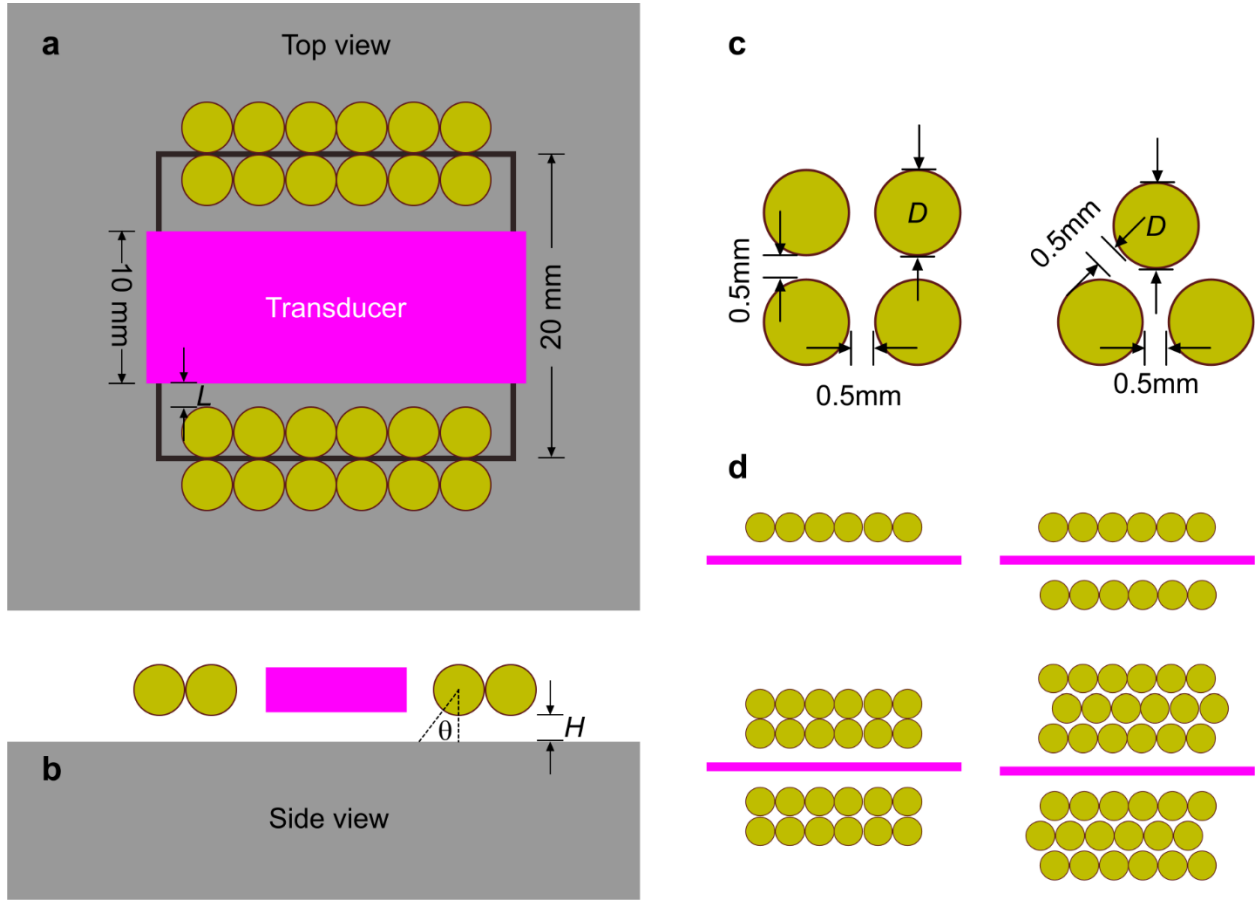 a
Top view
10 mm
Transducer
20 mm
L
H
θ
b
Side view
c
D
0.5mm
0.5mm
D
0.5mm
0.5mm
d